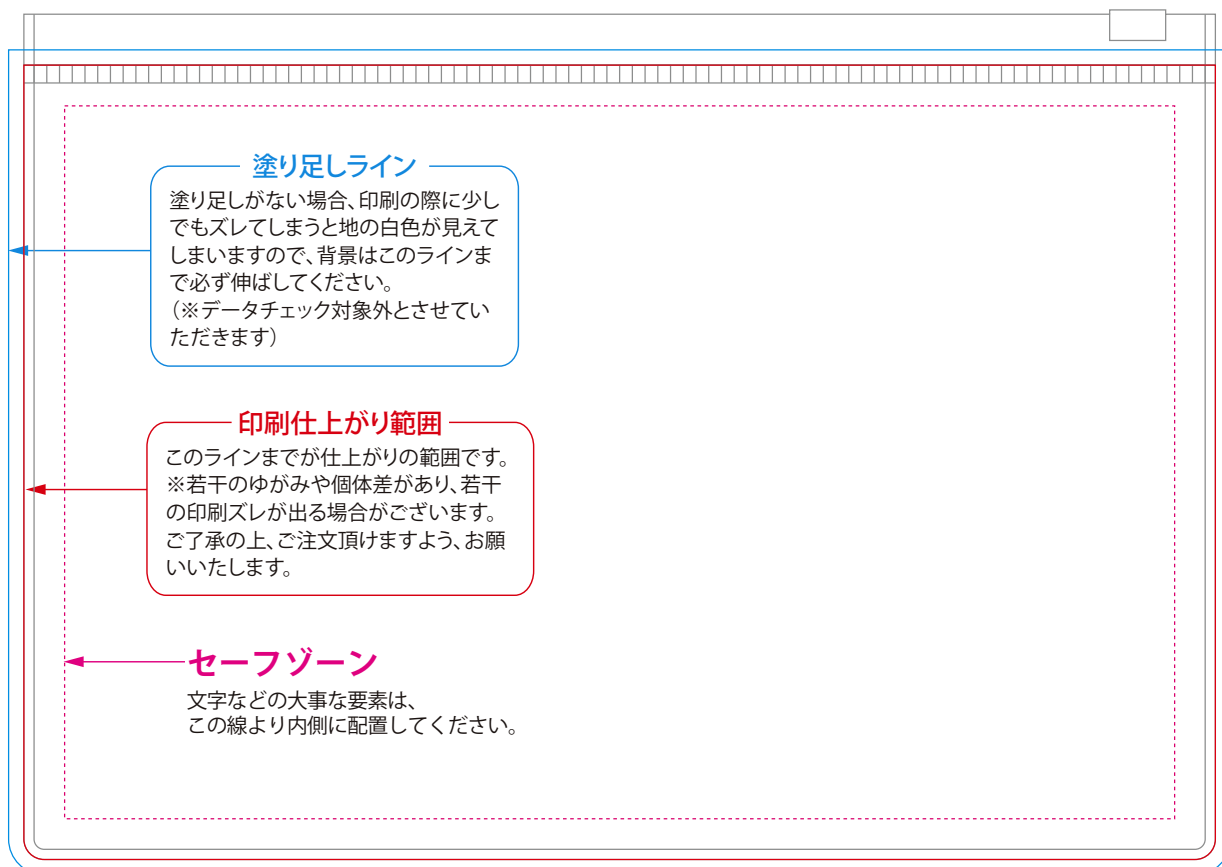 塗り足しライン
塗り足しがない場合、印刷の際に少し
でもズレてしまうと地の白色が見えて
しまいますので、背景はこのラインま
で必ず伸ばしてください。
（※データチェック対象外とさせてい
ただきます）
印刷仕上がり範囲
このラインまでが仕上がりの範囲です。
※若干のゆがみや個体差があり、若干
の印刷ズレが出る場合がございます。
ご了承の上、ご注文頂けますよう、お願
いいたします。
セーフゾーン
文字などの大事な要素は、
この線より内側に配置してください。